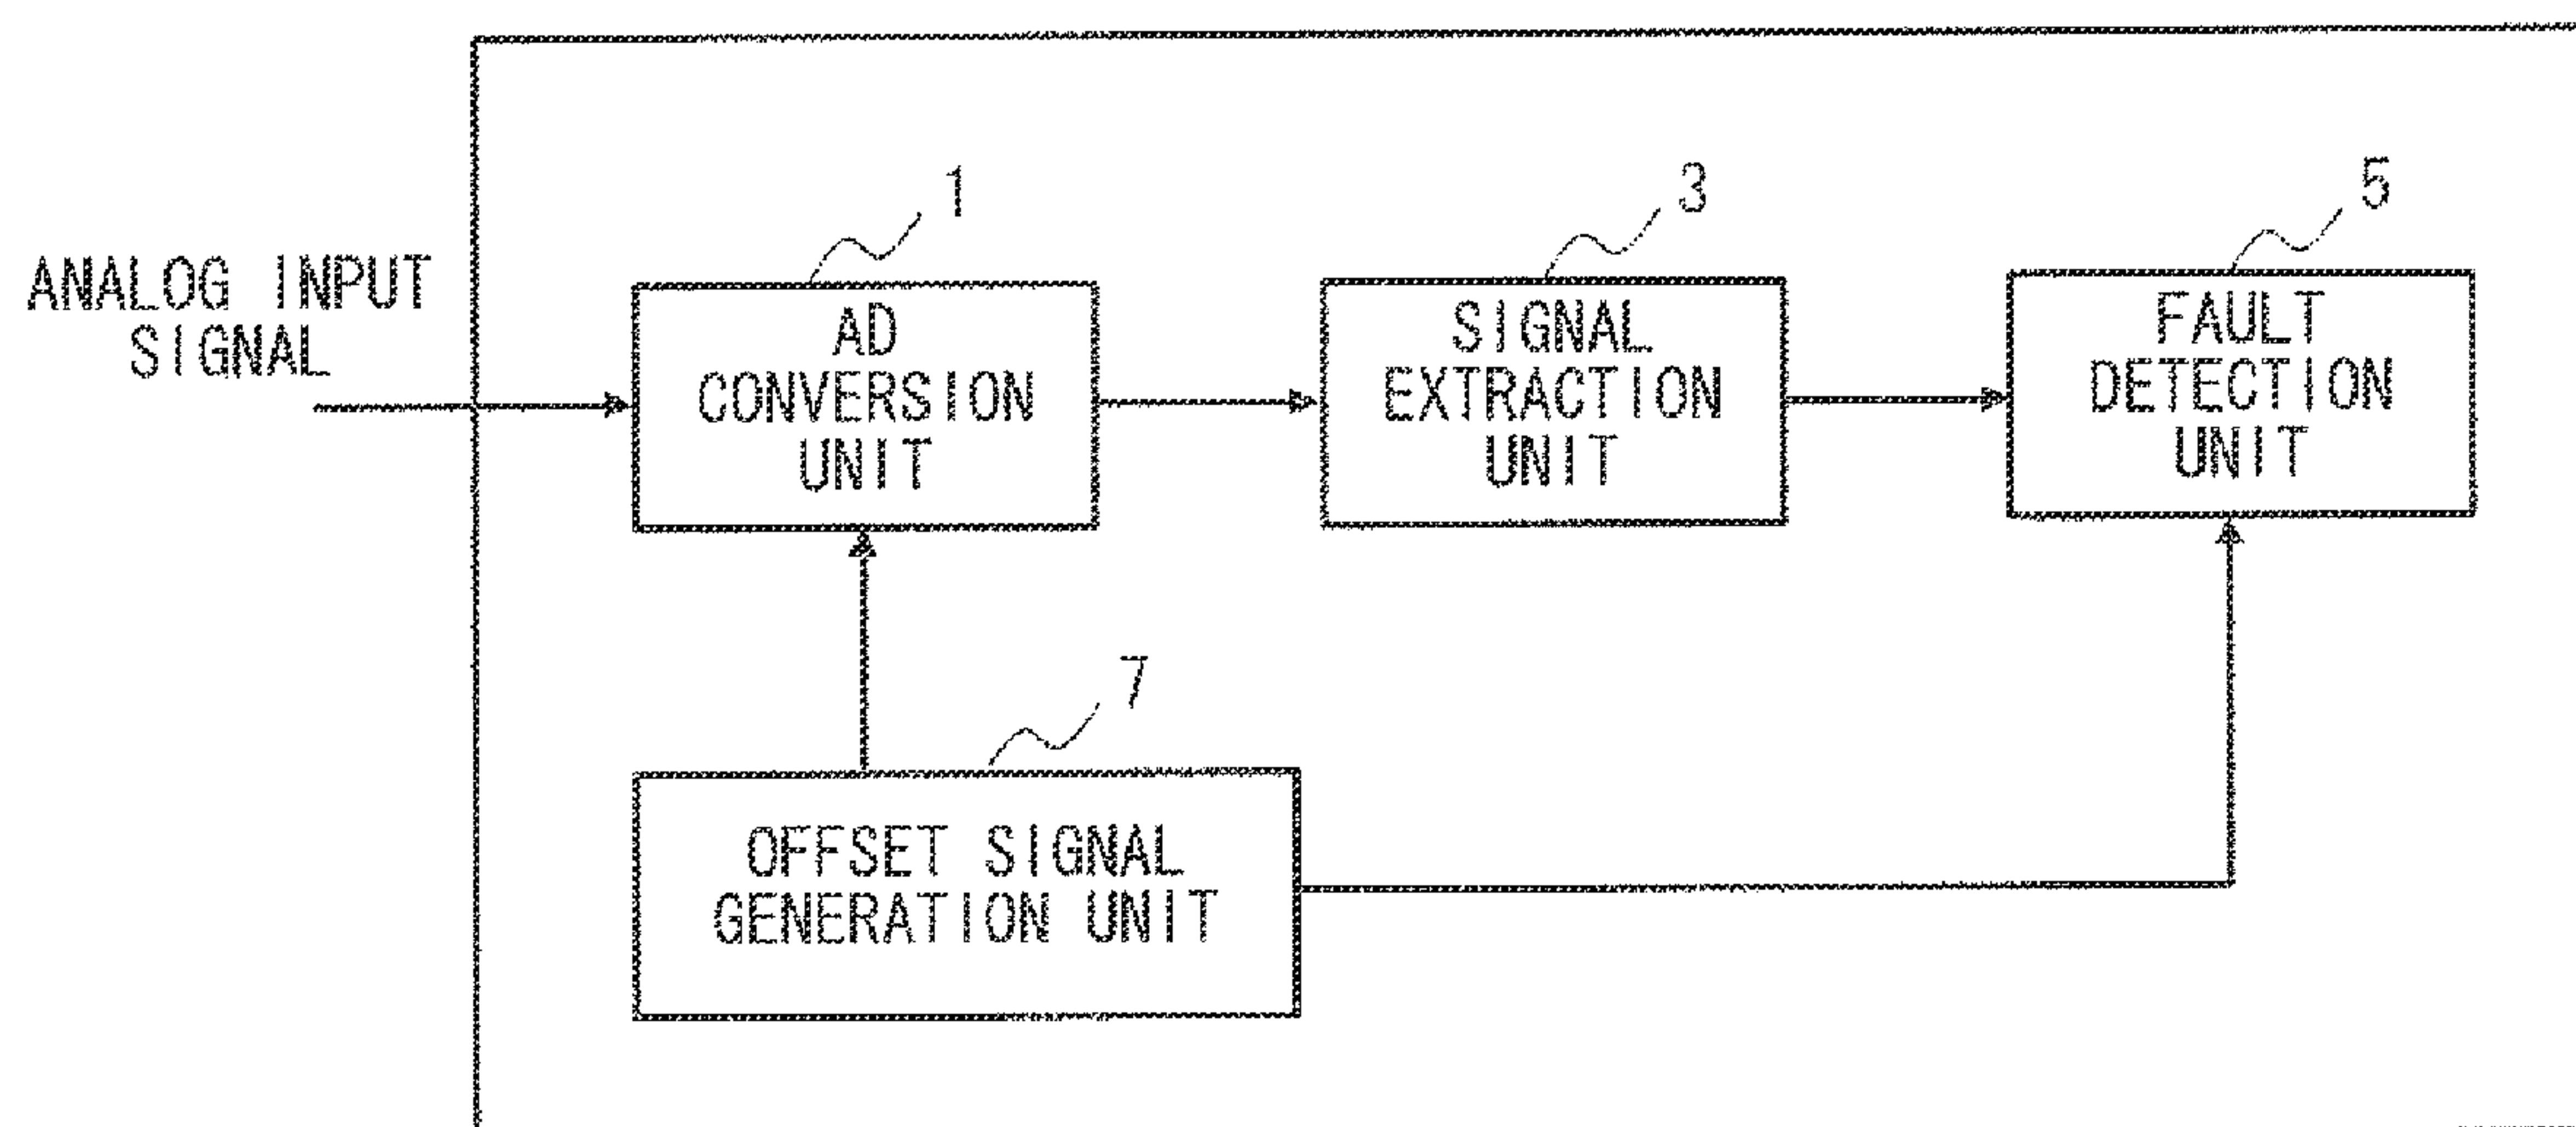 1
3
5
ANALOG INPUT
SIGNAL
AD
CONVERSION
UNIT
SIGNAL
EXTRACTION
UNIT
FAULT
DETECTION
UNIT
7
OFFSET SIGNAL
GENERATION UNIT